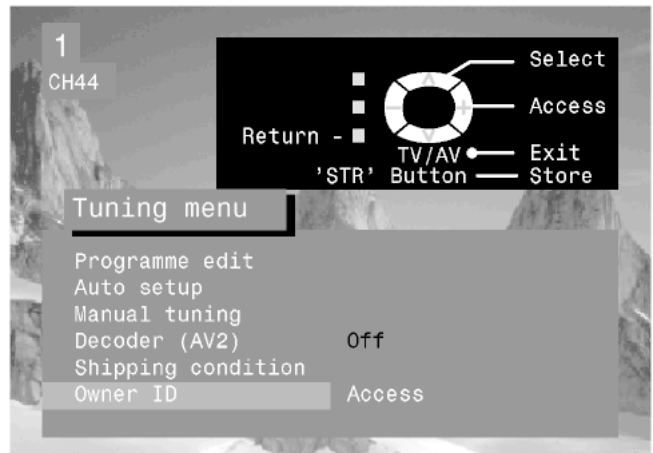 1
CH44
Select
Access
Return -
TV/AV Exit
'STR' Button Store
Tuning menu
Programme edit
Auto setup
Manual tuning
Decoder (AV2) Off
Shipping condition
Owner ID Access